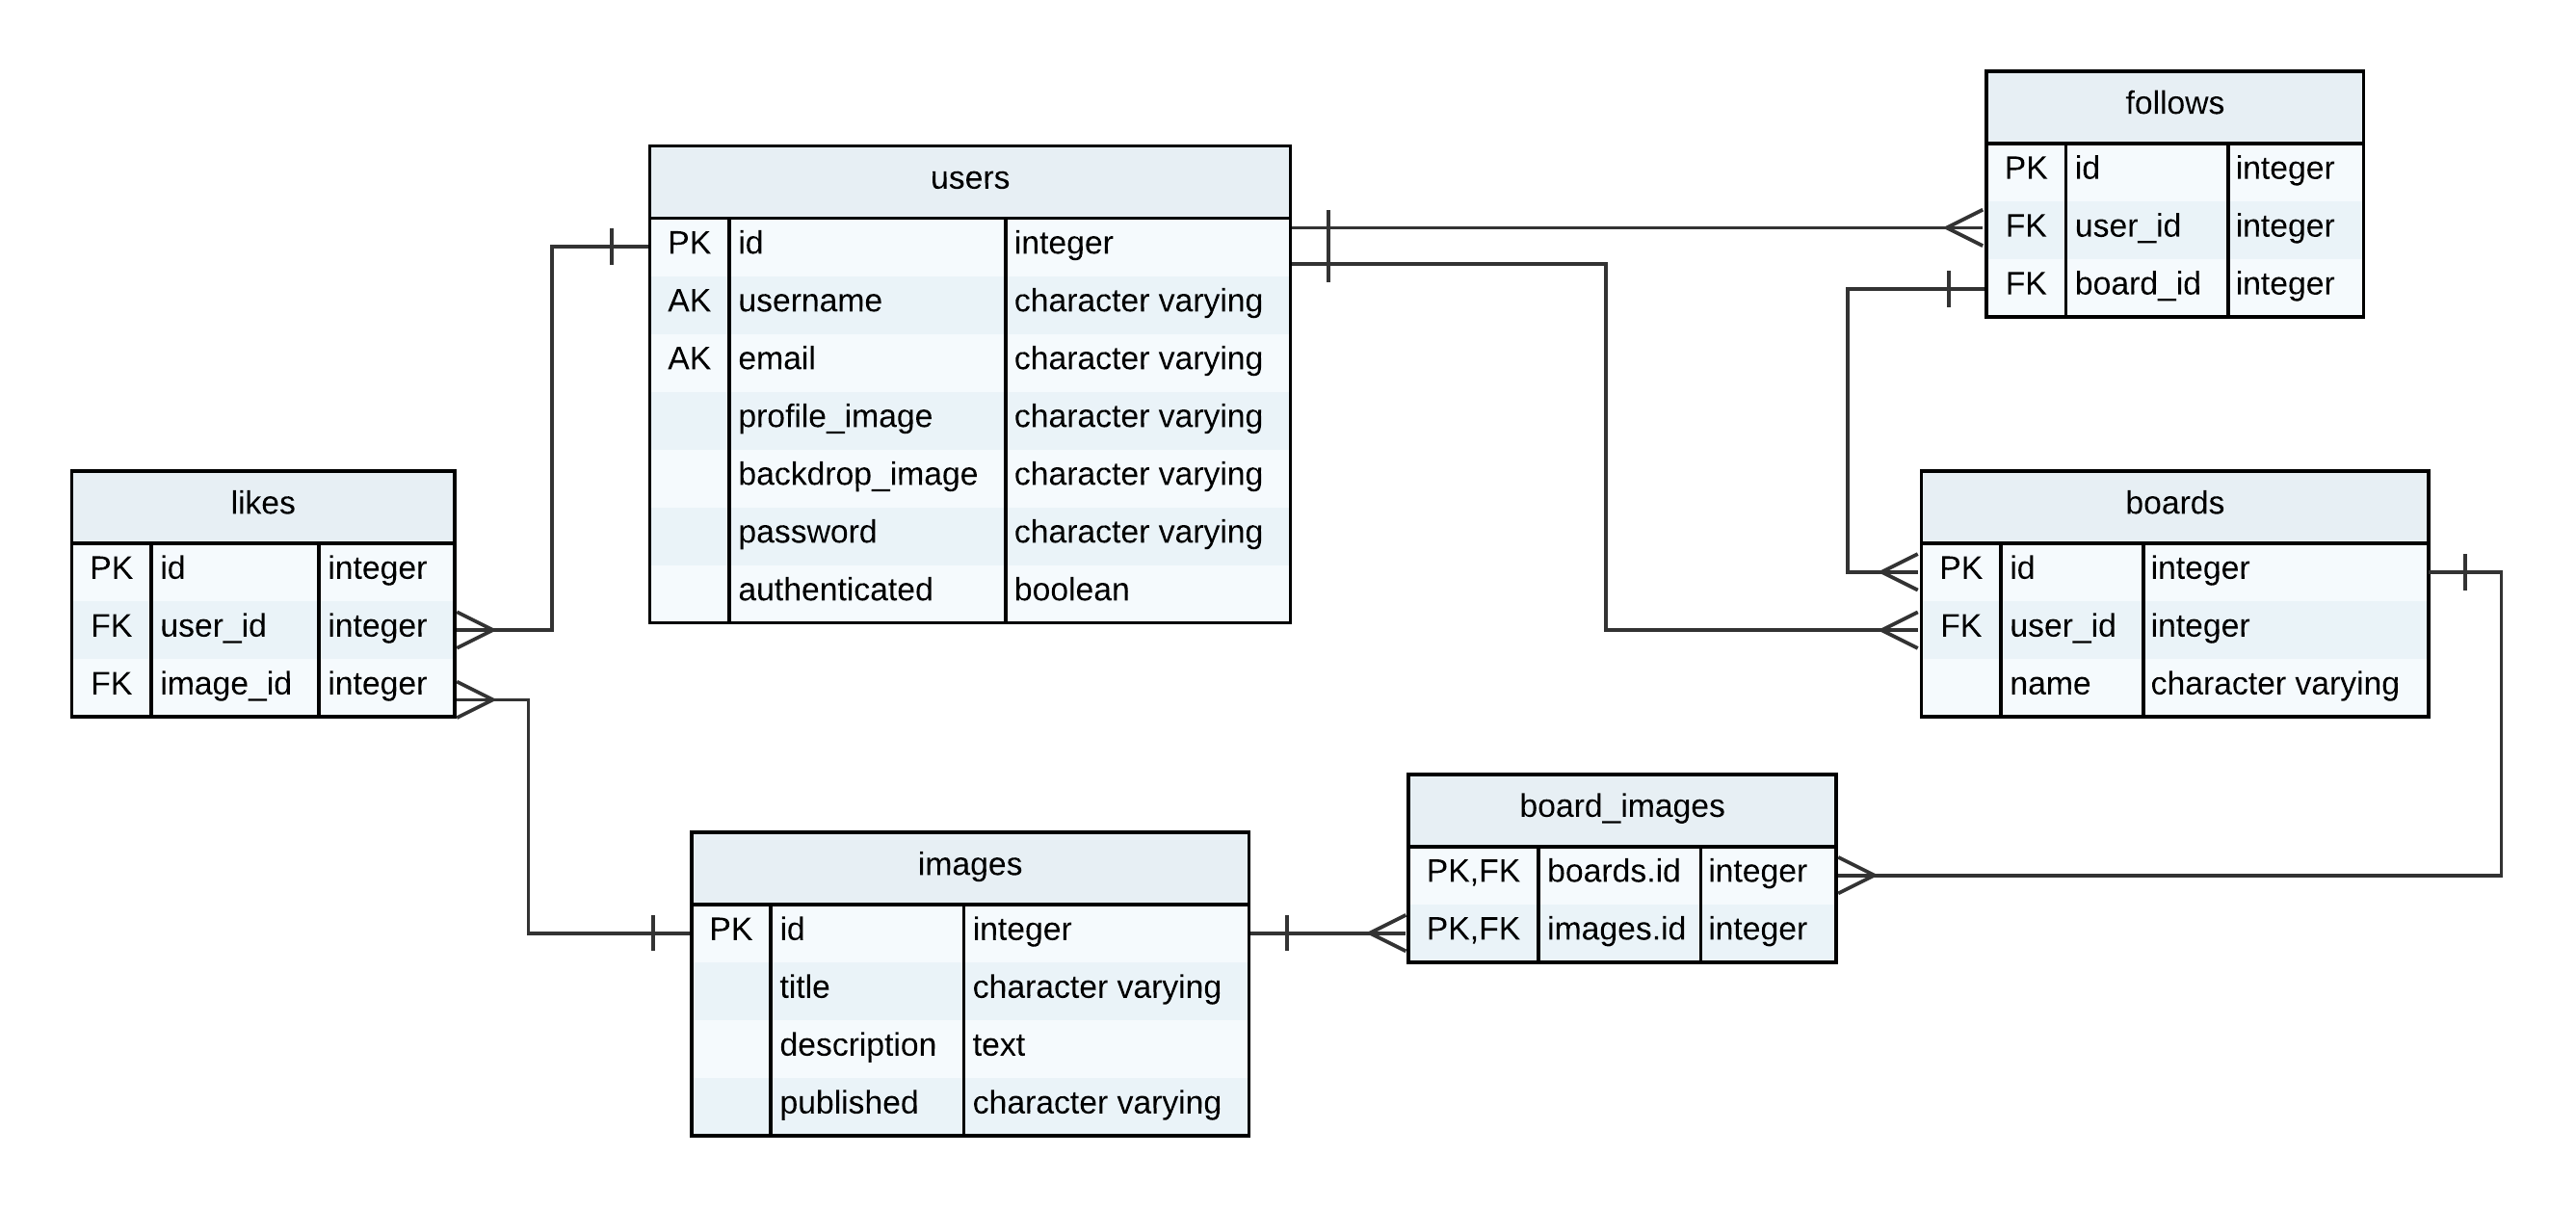 follows
PK id integer
FK user_id integer
FK board_id integer
users
PK id integer
AK username character varying
AK email character varying
profile_image character varying
backdrop_image character varying
password character varying
authenticated boolean
likes
PK id integer
FK user_id integer
FK image_id integer
boards
PK id integer
FK user_id integer
name character varying
board_images
PK,FK boards.id integer
PK,FK images.id integer
images
PK id integer
title character varying
description text
published character varying